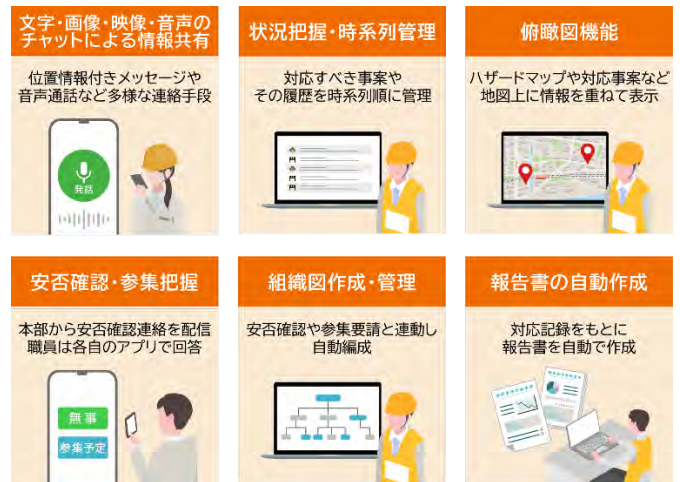 文字・画像・映像・音声の
チャットによる情報共有
位置情報付きメッセージや
音声通話など多様な連絡手段
発話
状況把握・時系列管理
対応すべき事案や
その履歴を時系列順に管理
俯瞰図機能
ハザードマップや対応事案など
地図上に情報を重ねて表示
安否確認・参集把握
本部から安否確認連絡を配信
職員は各自のアプリで回答
無事
参集予定
組織図作成・管理
安否確認や参集要請と連動し
自動編成
報告書の自動作成
対応記録をもとに
報告書を自動で作成